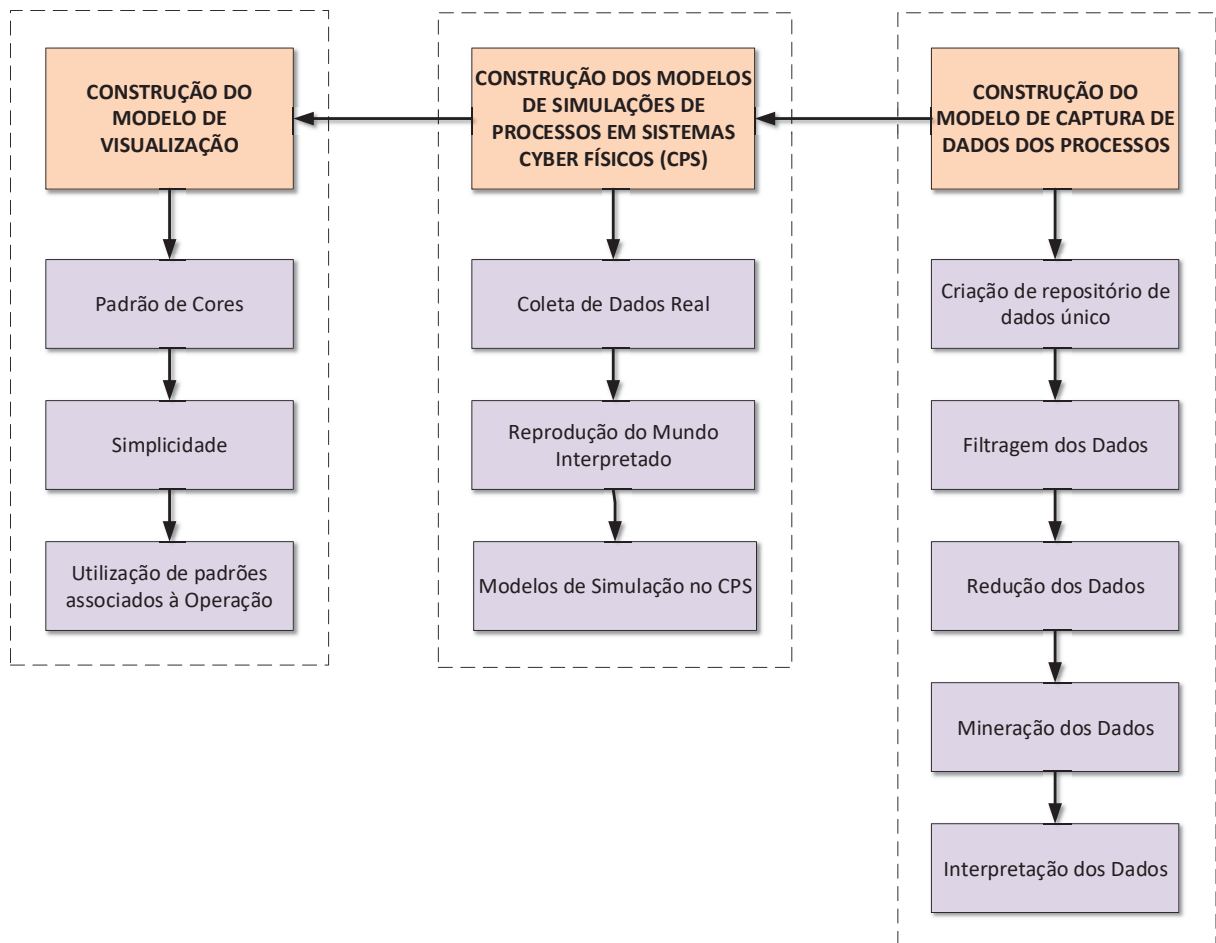 CONSTRUÇÃO DO
MODELO DE
VISUALIZAÇÃO
Padrão de Cores
Simplicidade
Utilização de padrões
associados à Operação
CONSTRUÇÃO DOS MODELOS
DE SIMULAÇÕES DE
PROCESSOS EM SISTEMAS
CYBER FÍSICOS (CPS)
Coleta de Dados Real
Reprodução do Mundo
Interpretado
Modelos de Simulação no CPS
CONSTRUÇÃO DO
MODELO DE CAPTURA DE
DADOS DOS PROCESSOS
Criação de repositório de
dados único
Filtragem dos Dados
Redução dos Dados
Mineração dos Dados
Interpretação dos Dados